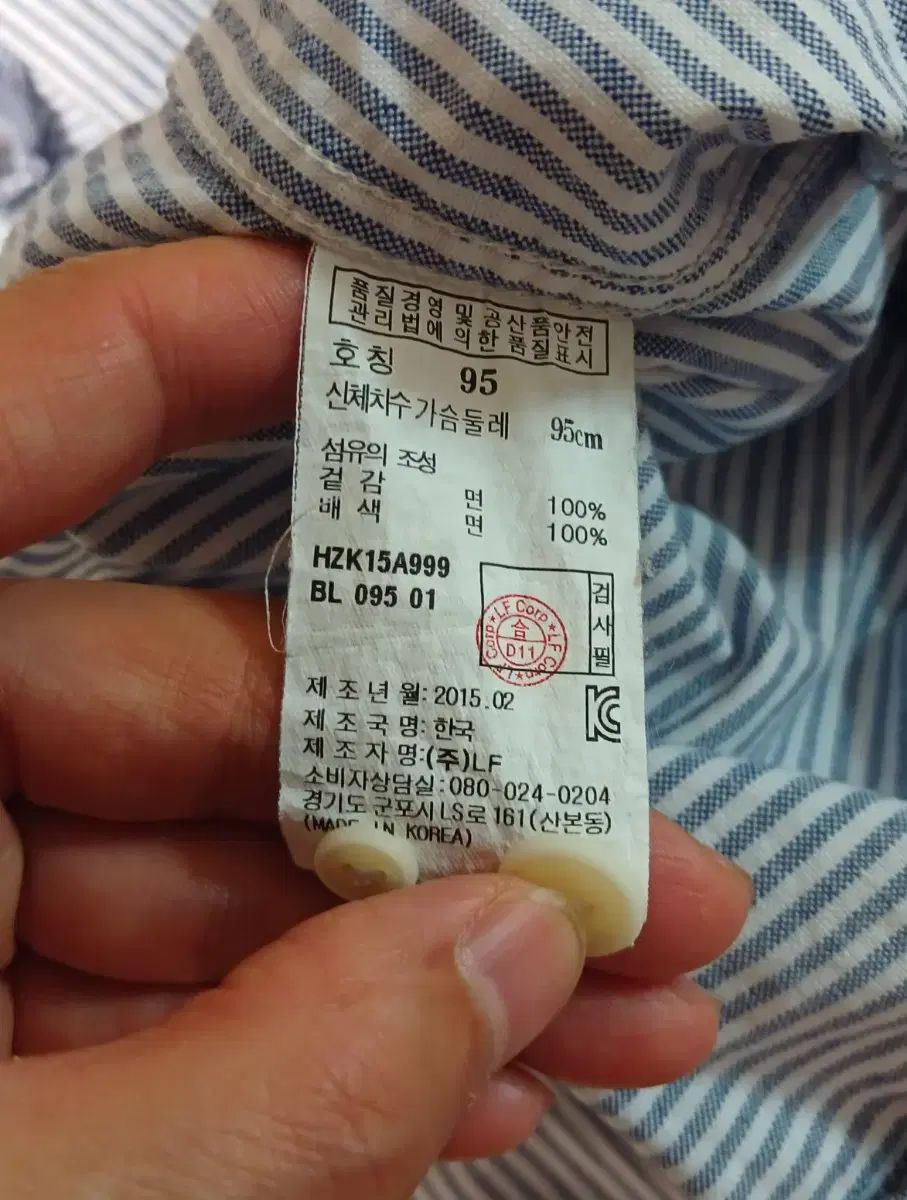 품질경영 및 공산품안전
관리법에 의한 품질표시
호칭 95
신체치수 가슴둘레 95cm
섬유의 조성
겉 감 면 100%
배 색 면 100%
HZK15A999
BL 095 01
검사필
LF Corp ★ LF Corp ★ LF Corp ★
合
D11
제 조 년 월: 2015.02
제 조 국 명: 한국
제 조 자 명:(주)LF
소비자상담실:080-024-0204
경기도 군포시 LS로 161(산본동)
(MADE IN KOREA)